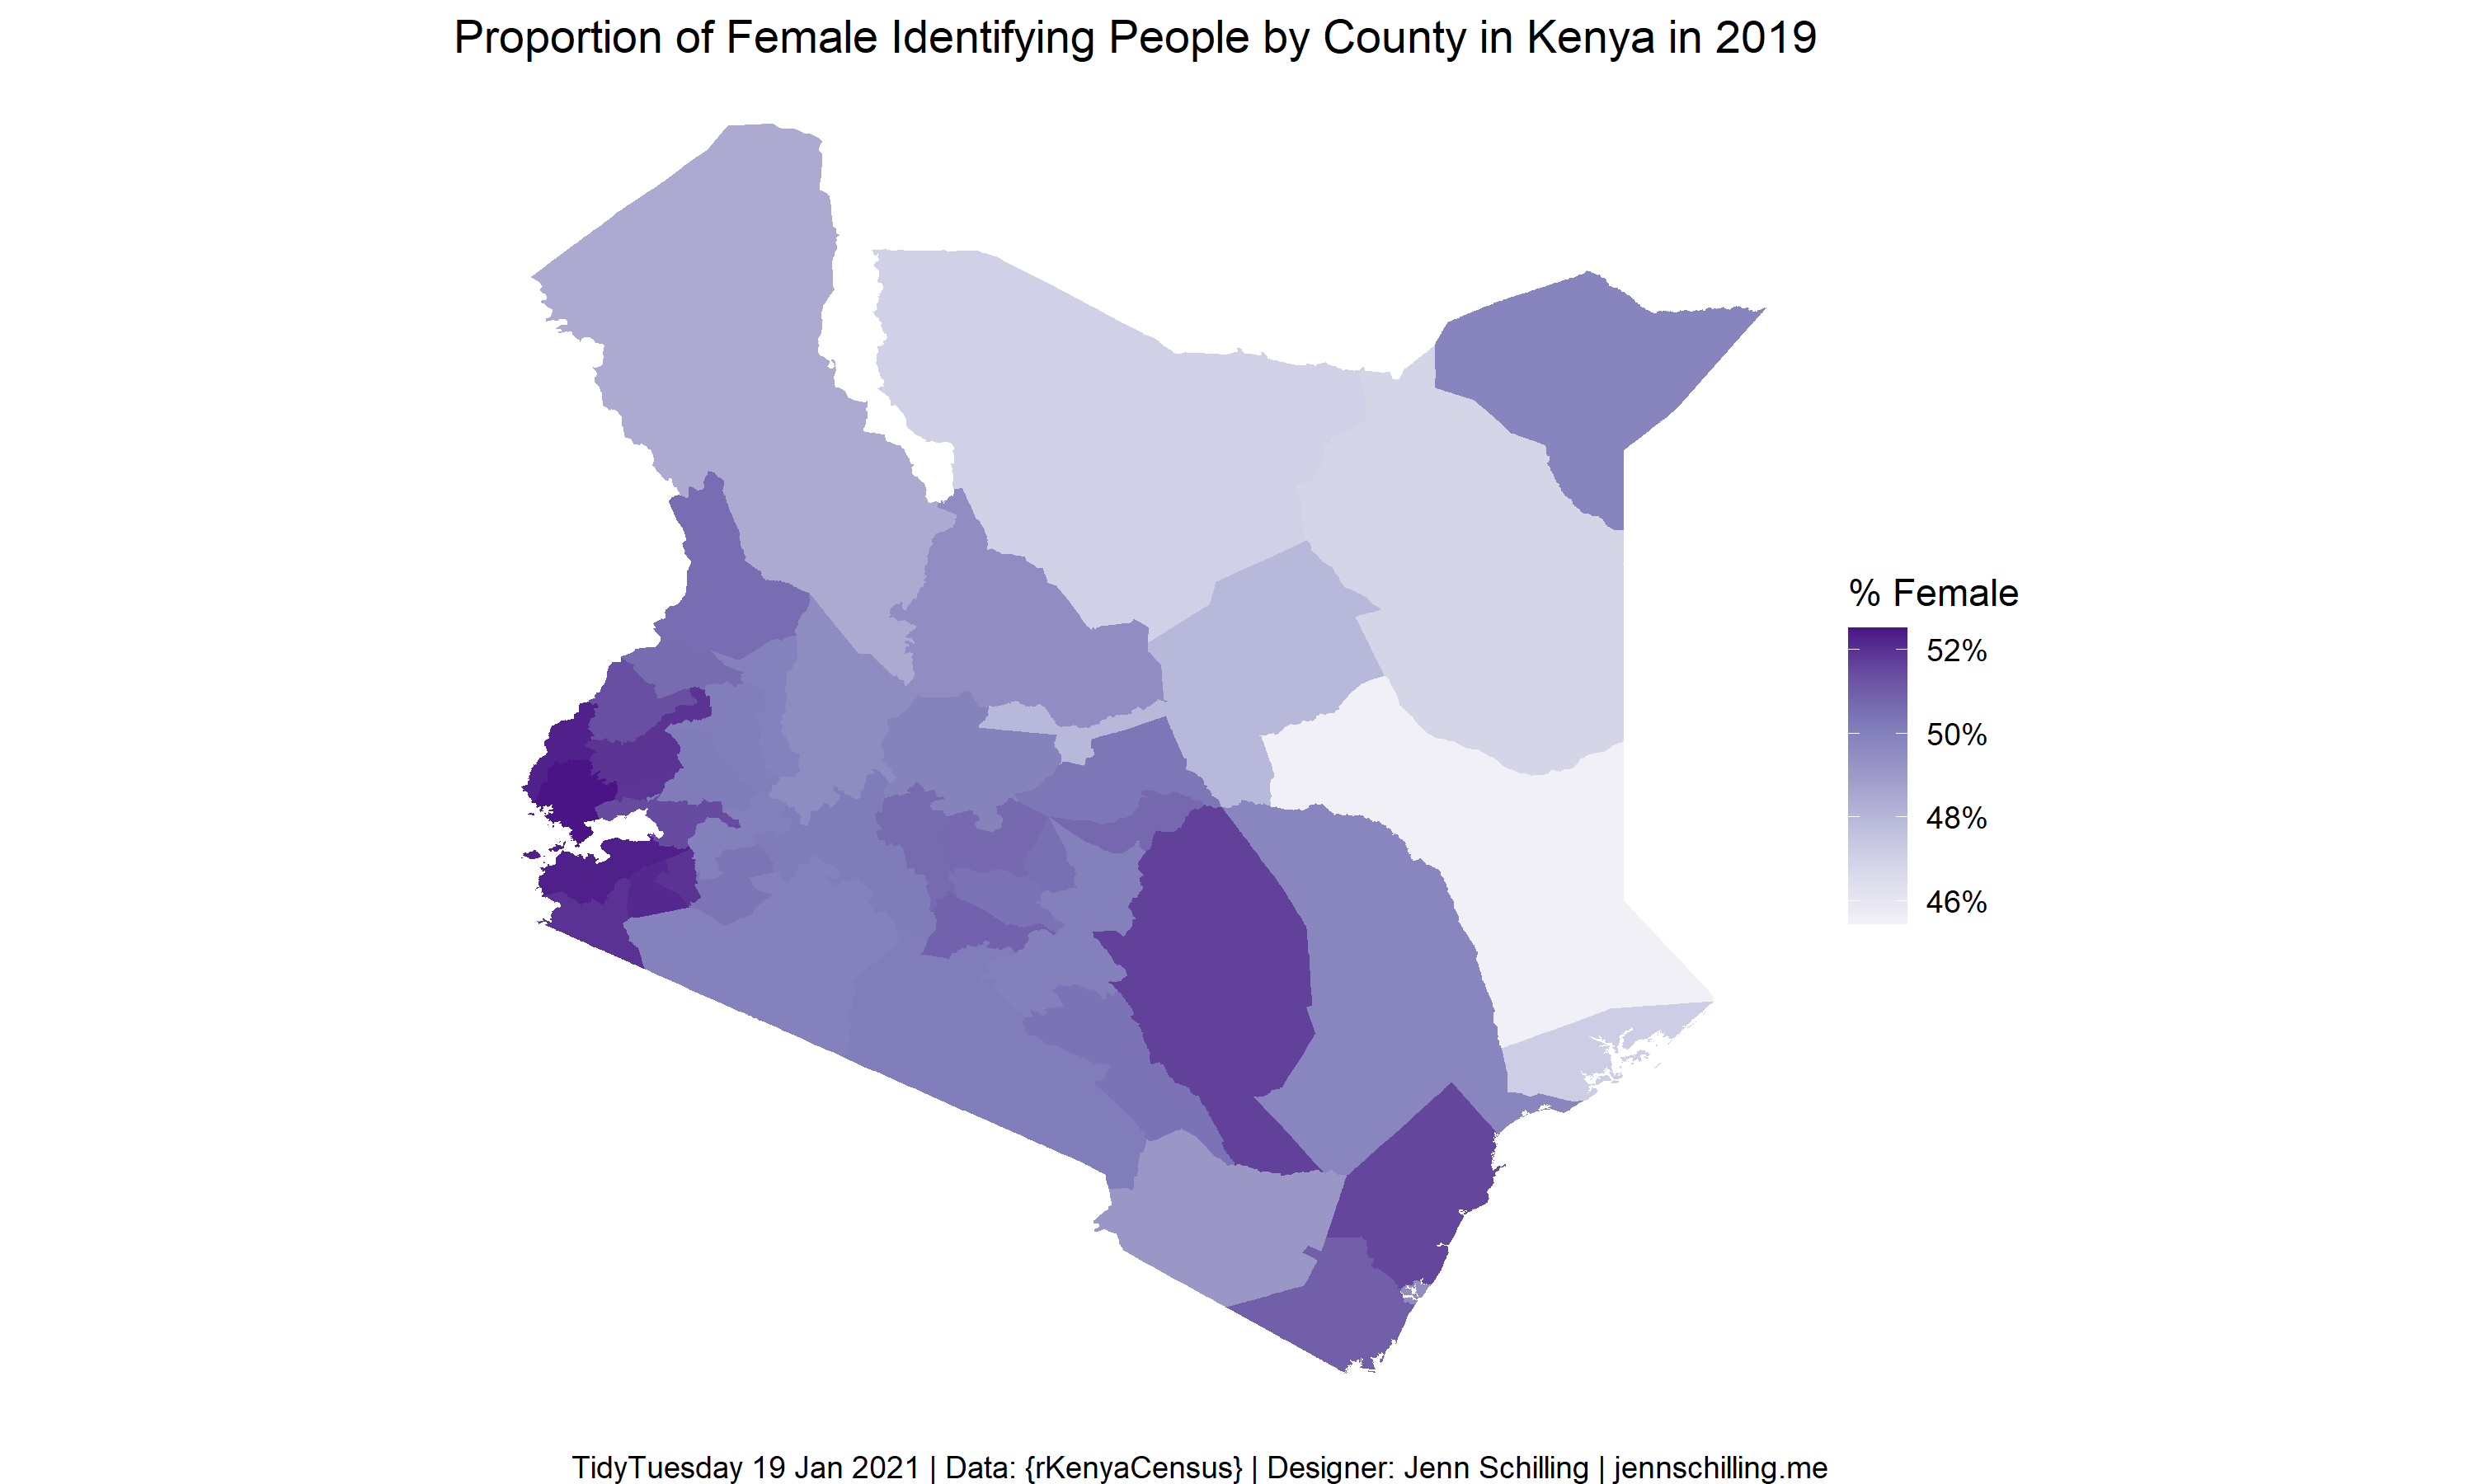 Proportion of Female Identifying People by County in Kenya in 2019
% Female
52%
50%
48%
46%
TidyTuesday 19 Jan 2021 | Data: {rKenyaCensus} | Designer: Jenn Schilling | jennschilling.me